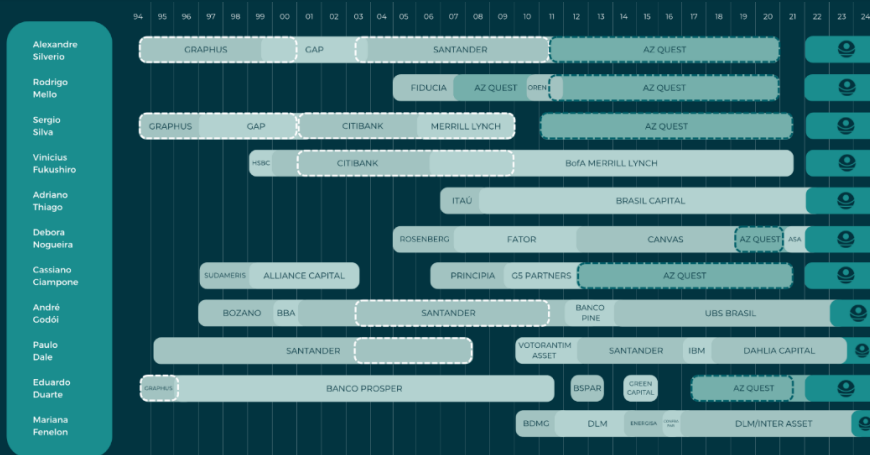 94 95 96 97 98 00 01 02 03 05 06 07 08 09 10 11 12 13 14 15 16 17 18 19 20 21 22 23 24
Alexandre
Silverio
GRAPHUS GAP SANTANDER AZ QUEST
Rodrigo
Mello
FIDUCIA AZ QUEST OREN AZ QUEST
Sergio
Silva
GRAPHUS GAP CITIBANK MERRILL LYNCH AZ QUEST
Vinicius
Fukushiro
HSBC CITIBANK BofA MERRILL LYNCH
Adriano
Thiago
ITAÚ BRASIL CAPITAL
Debora
Nogueira
ROSENBERG FATOR CANVAS AZ QUEST ASA
Cassiano
Ciampone
SUDAMERIS ALLIANCE CAPITAL PRINCIPIA G5 PARTNERS AZ QUEST
André
Godói
BOZANO BBA SANTANDER BANCO
PINE UBS BRASIL
Paulo
Dale
SANTANDER VOTORANTIM
ASSET SANTANDER IBM DAHLIA CAPITAL
Eduardo
Duarte
GRAPHUS BANCO PROSPER BSPAR GREEN
CAPITAL AZ QUEST
Mariana
Fenelon
BDMG DLM ENERGISA DLM/INTER ASSET